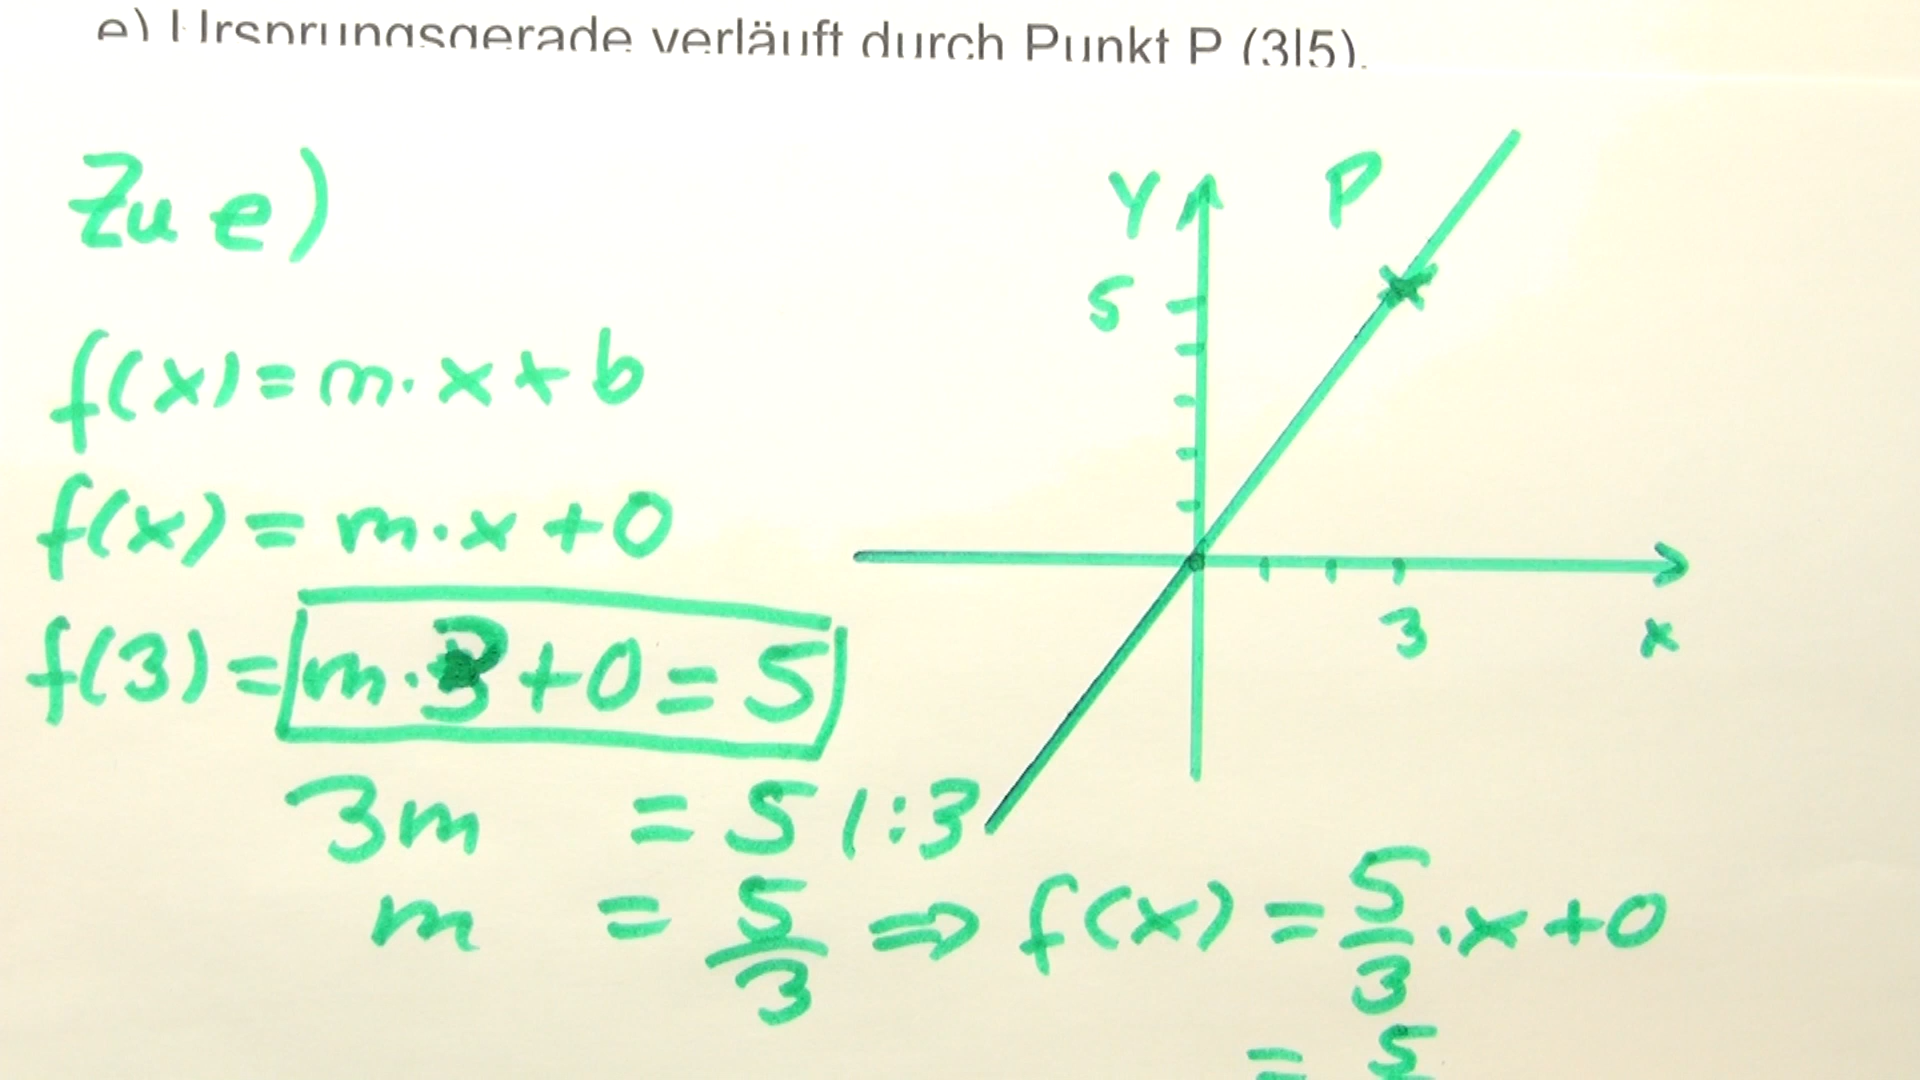 e) Ursprungsgerade verläuft durch Punkt P (3|5).
Zu e)
f(x) = m · x + b
f(x) = m · x + 0
f(3) = m · 3 + 0 = 5
3m = 5 | : 3
m = 5/3 ⇒ f(x) = 5/3 · x + 0
= 5
Y
P
5
3
x